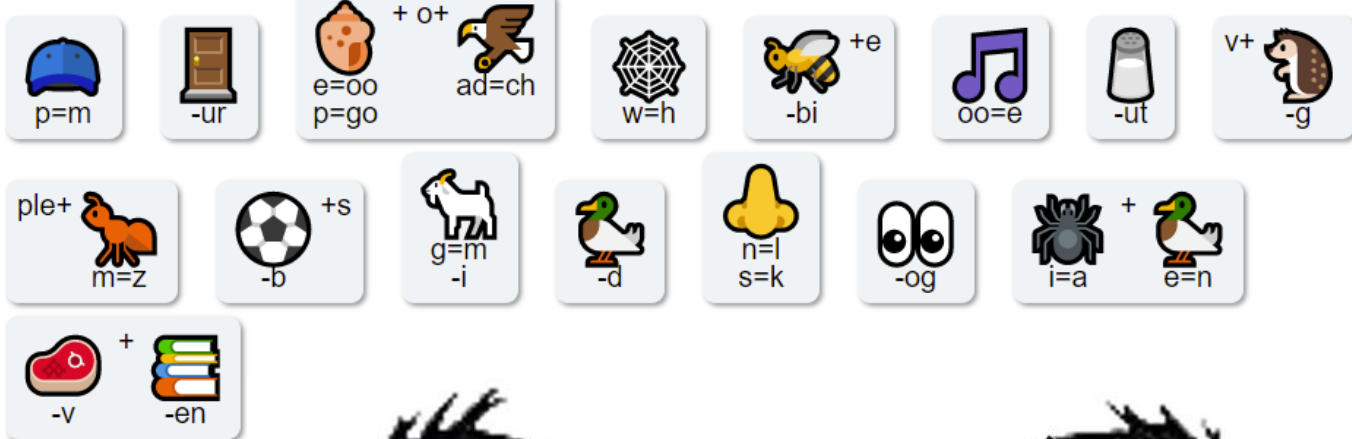 + o+
+e
v+
e=oo ad=ch
p=m -ur p=go w=h -bi oo=e -ut -g
ple+ +s +
g=m n=l
m=z -b -i -d s=k -og i=a e=n
+
-v -en